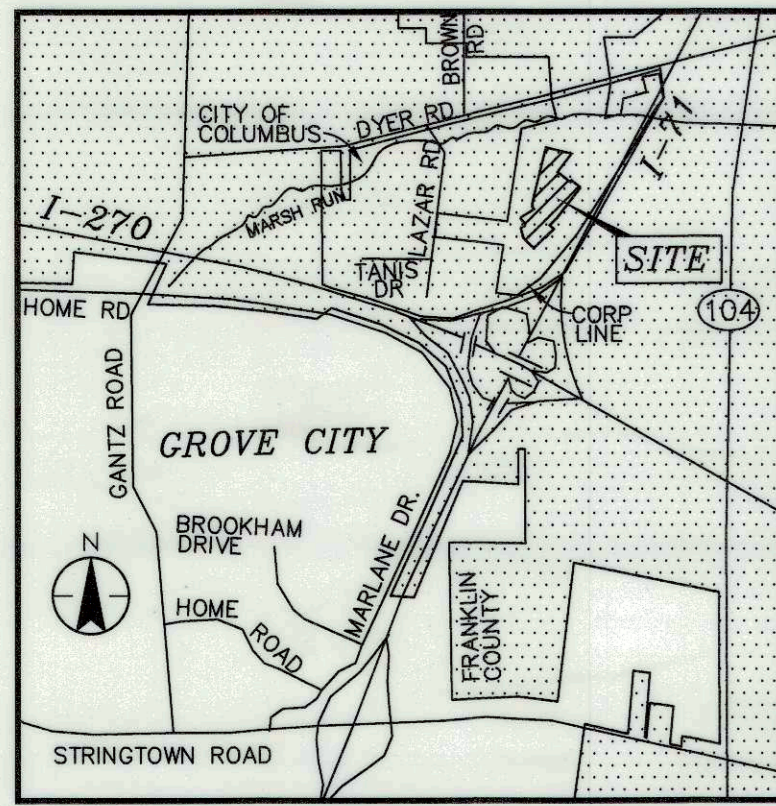 BROWN
RD
CITY OF
COLUMBUS
DYER RD
I-71
LAZAR RD
MARSH RUN
I-270
TANIS
DR
SITE
HOME RD
CORP
LINE
104
GANTZ ROAD
GROVE CITY
MARLANE DR.
BROOKHAM
DRIVE
N
HOME
ROAD
FRANKLIN
COUNTY
STRINGTOWN ROAD